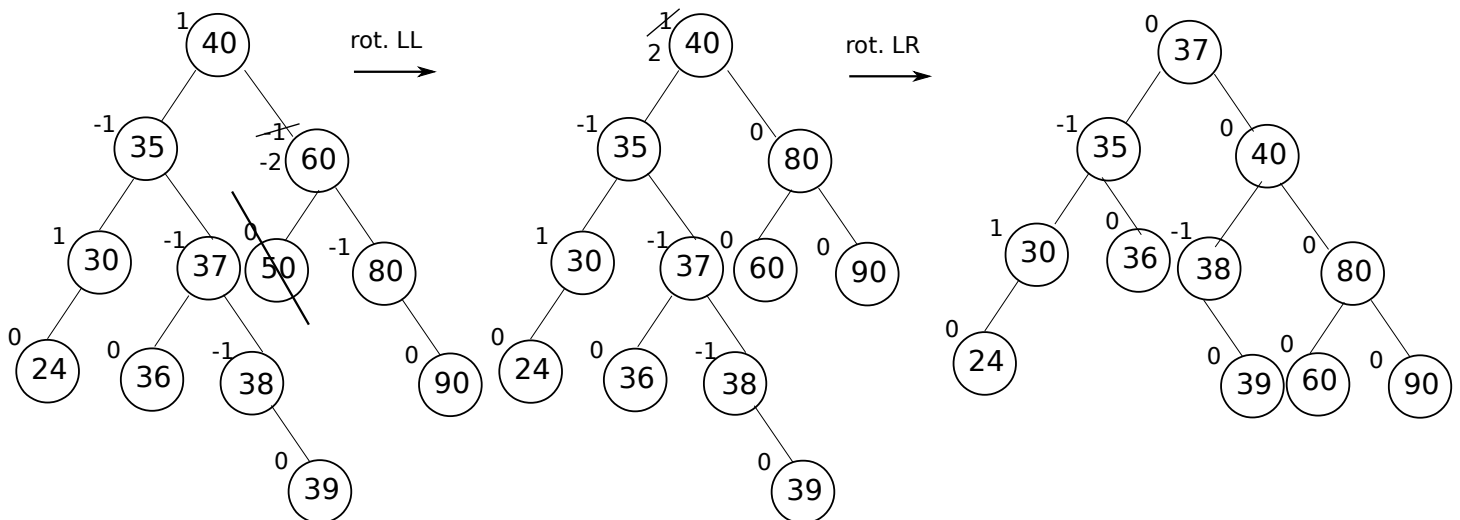 1 40
-1 35 -1
-2 60
1 30 -1 37 0 50 -1 80
0 24 0 36 -1 38 0 90
0 39
rot. LL
1
2 40
-1 35 0 80
1 30 -1 37 0 60 0 90
0 24 0 36 -1 38
0 39
rot. LR
0 37
-1 35 0 40
1 30 0 36 -1 38 0 80
0 24 0 39 0 60 0 90